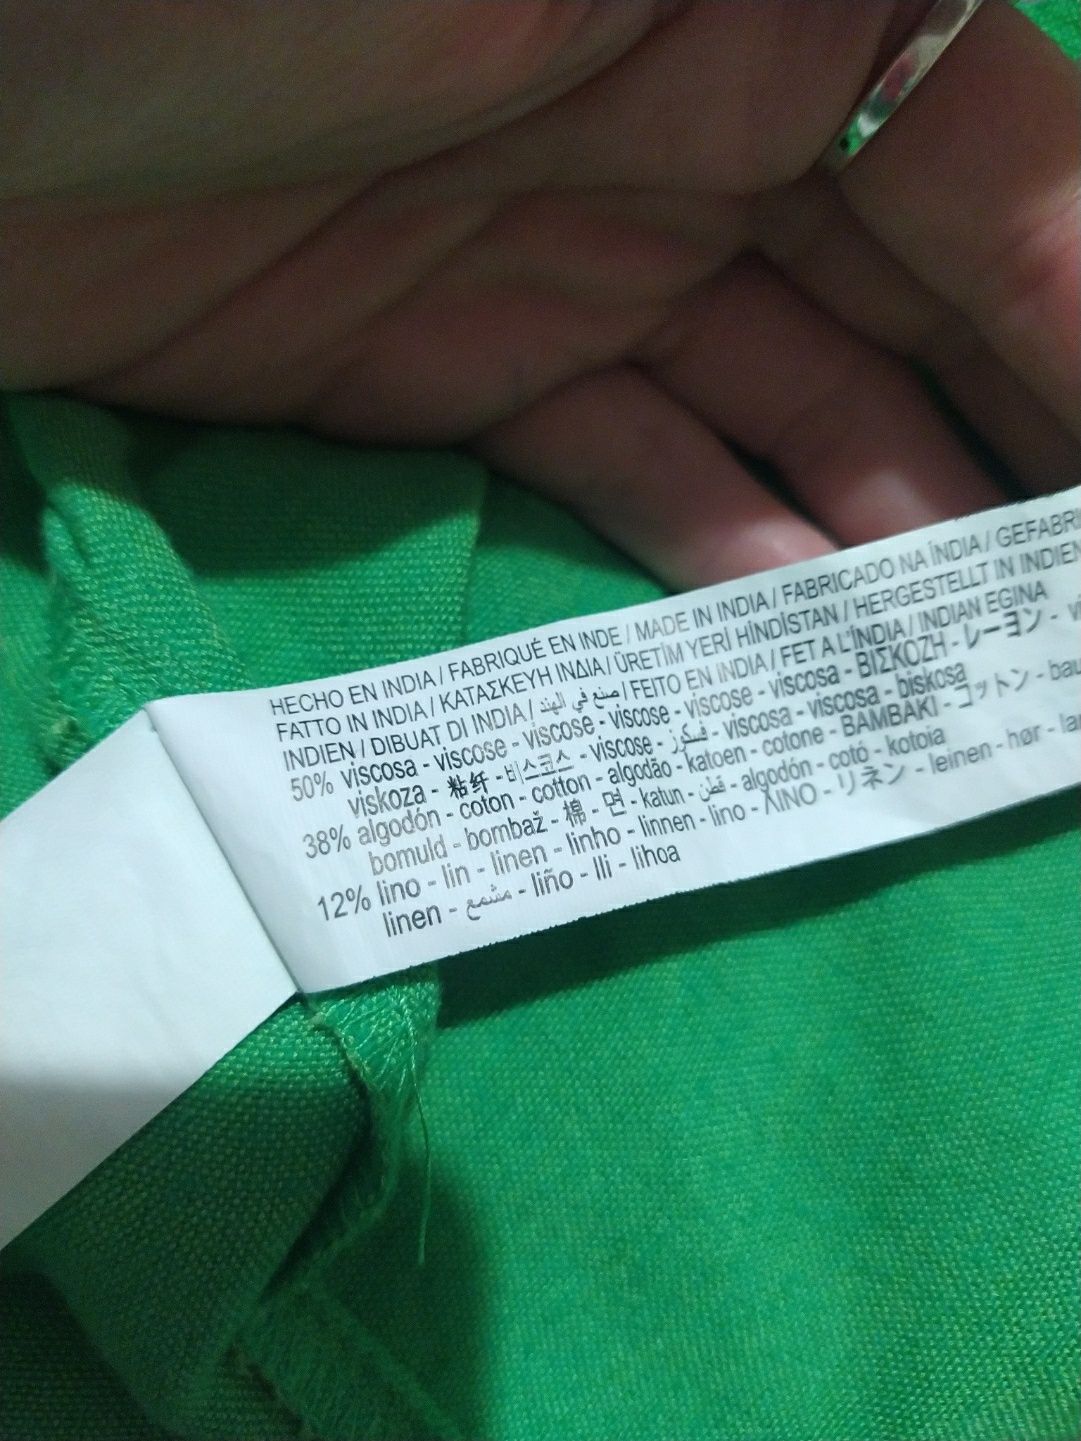 HECHO EN INDIA / FABRIQUÉ EN INDE / MADE IN INDIA / FABRICADO NA ÍNDIA / GEFABRI
FATTO IN INDIA / ΚΑΤΑΣΚΕΥΗ ΙΝΔΙΑ / ÜRETİM YERİ HİNDİSTAN / HERGESTELLT IN INDIEN
INDIEN / DIBUAT DI INDIA / صنع في الهند / FEITO EN INDIA / FET A L'ÍNDIA / INDIAN EGINA
50% viscosa - viscose - viscose - viscose - viscose - viscosa - ΒΙΣΚΟΖΗ - レーヨン -
viskoza - 粘纤 - 비스코스 - viscose - فسكوز - viscosa - viscosa - biskosa
38% algodón - coton - cotton - algodão - katoen - cotone - ΒΑΜΒΑΚΙ - コットン - bau
bomuld - bombaž - 棉 - 면 - katun - قطن - algodón - cotó - kotoia
12% lino - lin - linen - linho - linnen - lino - ΛΙΝΟ - リネン - leinen - hør - lan
linen - مشمع - liño - lli - lihoa